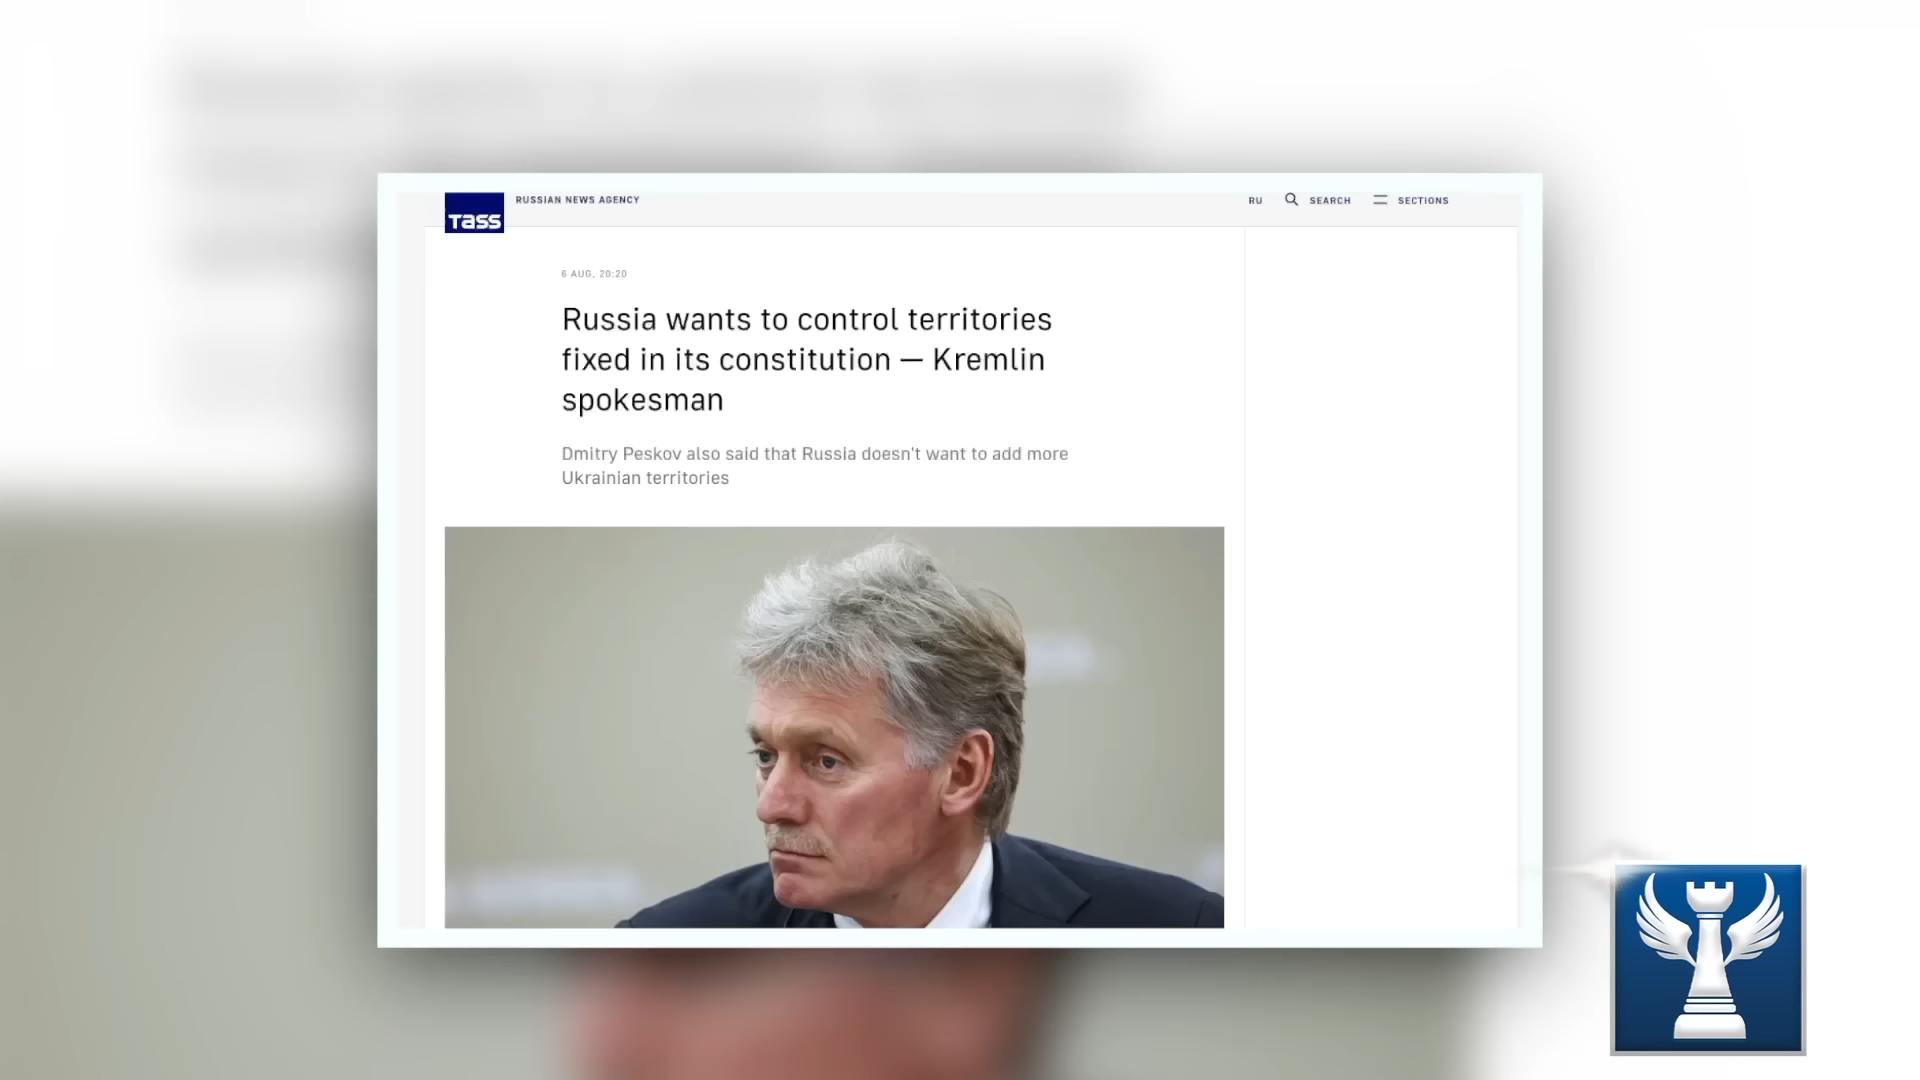 RUSSIAN NEWS AGENCY
RU SEARCH SECTIONS
TASS
6 AUG, 20:20
Russia wants to control territories
fixed in its constitution — Kremlin
spokesman
Dmitry Peskov also said that Russia doesn't want to add more
Ukrainian territories